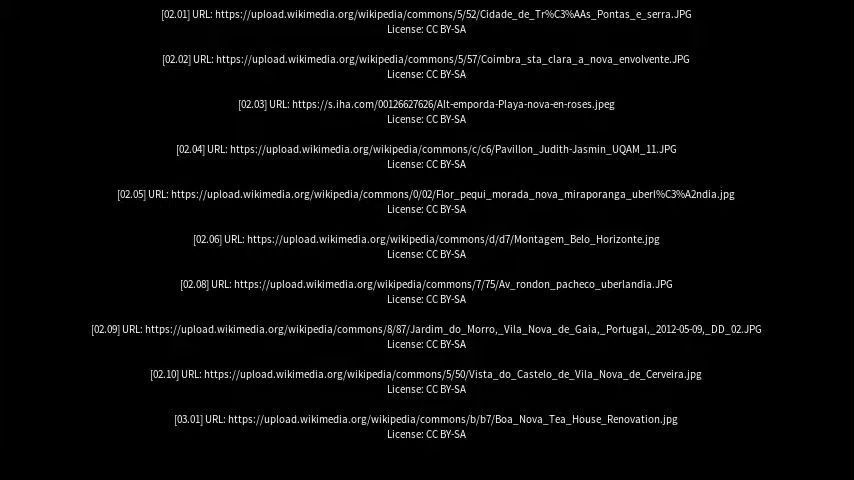 [02.01] URL: https://upload.wikimedia.org/wikipedia/commons/5/52/Cidade_de_Tr%C3%AAs_Pontas_e_serra.JPG
License: CC BY-SA
[02.02] URL: https://upload.wikimedia.org/wikipedia/commons/5/57/Coimbra_sta_clara_a_nova_envolvente.JPG
License: CC BY-SA
[02.03] URL: https://s.iha.com/00126627626/Alt-emporda-Playa-nova-en-roses.jpeg
License: CC BY-SA
[02.04] URL: https://upload.wikimedia.org/wikipedia/commons/c/c6/Pavillon_Judith-Jasmin_UQAM_11.JPG
License: CC BY-SA
[02.05] URL: https://upload.wikimedia.org/wikipedia/commons/0/02/Flor_pequi_morada_nova_miraporanga_uberl%C3%A2ndia.jpg
License: CC BY-SA
[02.06] URL: https://upload.wikimedia.org/wikipedia/commons/d/d7/Montagem_Belo_Horizonte.jpg
License: CC BY-SA
[02.08] URL: https://upload.wikimedia.org/wikipedia/commons/7/75/Av_rondon_pacheco_uberlandia.JPG
License: CC BY-SA
[02.09] URL: https://upload.wikimedia.org/wikipedia/commons/8/87/Jardim_do_Morro,_Vila_Nova_de_Gaia,_Portugal,_2012-05-09,_DD_02.JPG
License: CC BY-SA
[02.10] URL: https://upload.wikimedia.org/wikipedia/commons/5/50/Vista_do_Castelo_de_Vila_Nova_de_Cerveira.jpg
License: CC BY-SA
[03.01] URL: https://upload.wikimedia.org/wikipedia/commons/b/b7/Boa_Nova_Tea_House_Renovation.jpg
License: CC BY-SA